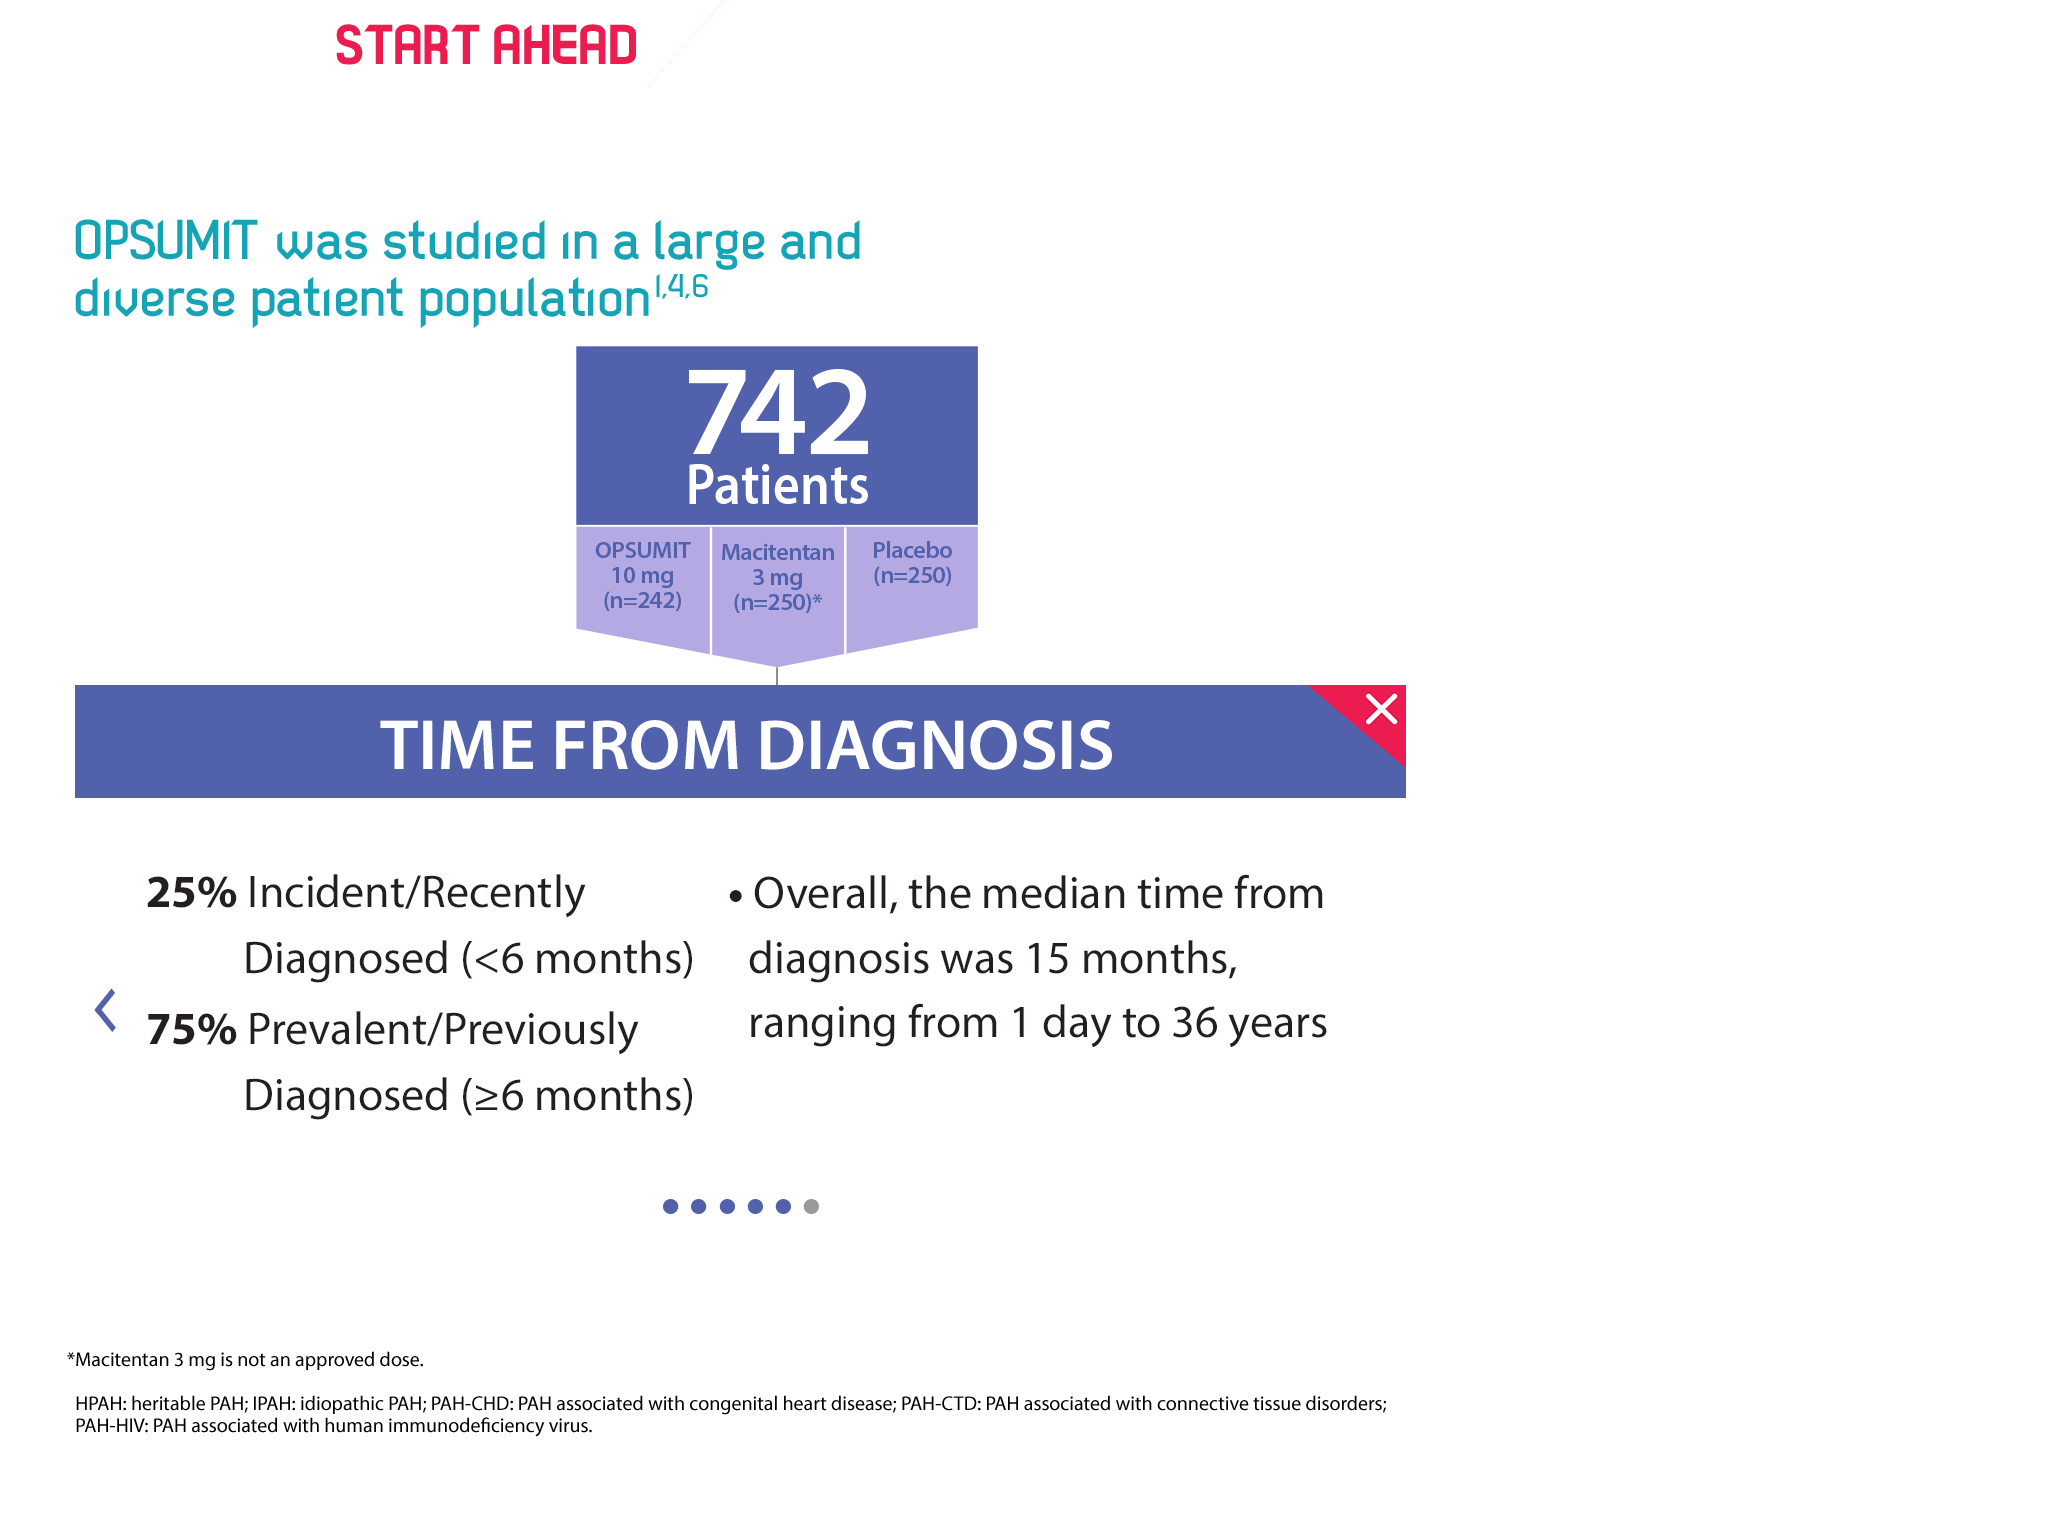 START AHEAD
OPSUMIT was studied in a large and
diverse patient population1,4,6
742
Patients
OPSUMIT
10 mg
(n=242)
Macitentan
3 mg
(n=250)*
Placebo
(n=250)
TIME FROM DIAGNOSIS
25% Incident/Recently
Diagnosed (<6 months)
75% Prevalent/Previously
Diagnosed (≥6 months)
• Overall, the median time from
diagnosis was 15 months,
ranging from 1 day to 36 years
*Macitentan 3 mg is not an approved dose.
HPAH: heritable PAH; IPAH: idiopathic PAH; PAH-CHD: PAH associated with congenital heart disease; PAH-CTD: PAH associated with connective tissue disorders;
PAH-HIV: PAH associated with human immunodeficiency virus.